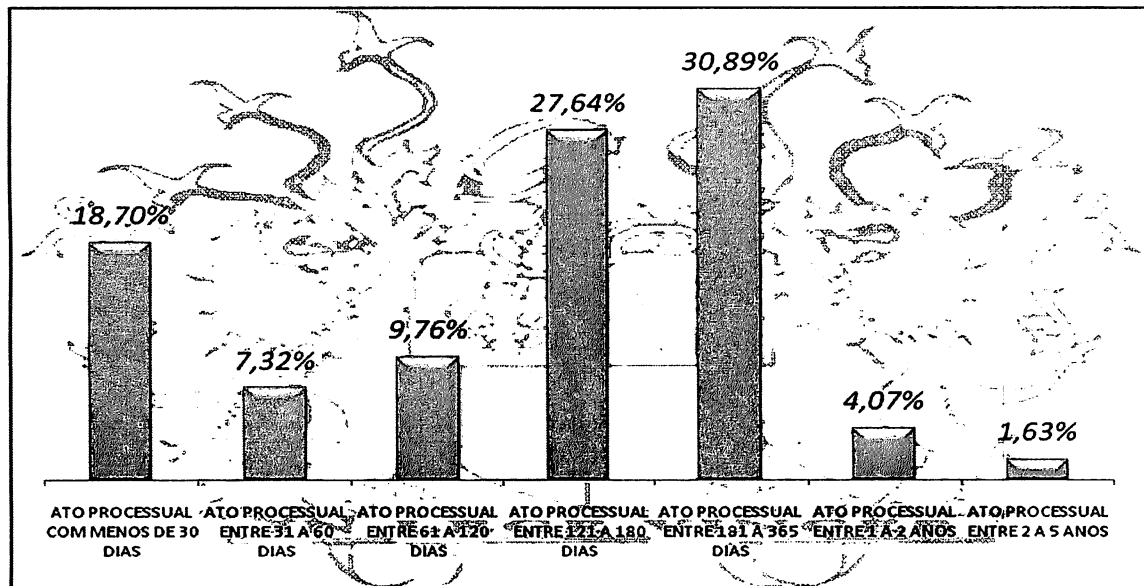 18,70%
7,32%
9,76%
27,64%
30,89%
4,07%
1,63%
ATO PROCESSUAL
COM MENOS DE 30
DIAS
ATO PROCESSUAL
ENTRE 31 A 60
DIAS
ATO PROCESSUAL
ENTRE 61 A 120
DIAS
ATO PROCESSUAL
ENTRE 121 A 180
DIAS
ATO PROCESSUAL
ENTRE 181 A 365
DIAS
ATO PROCESSUAL
ENTRE 1 A 2 ANOS
ATO PROCESSUAL
ENTRE 2 A 5 ANOS